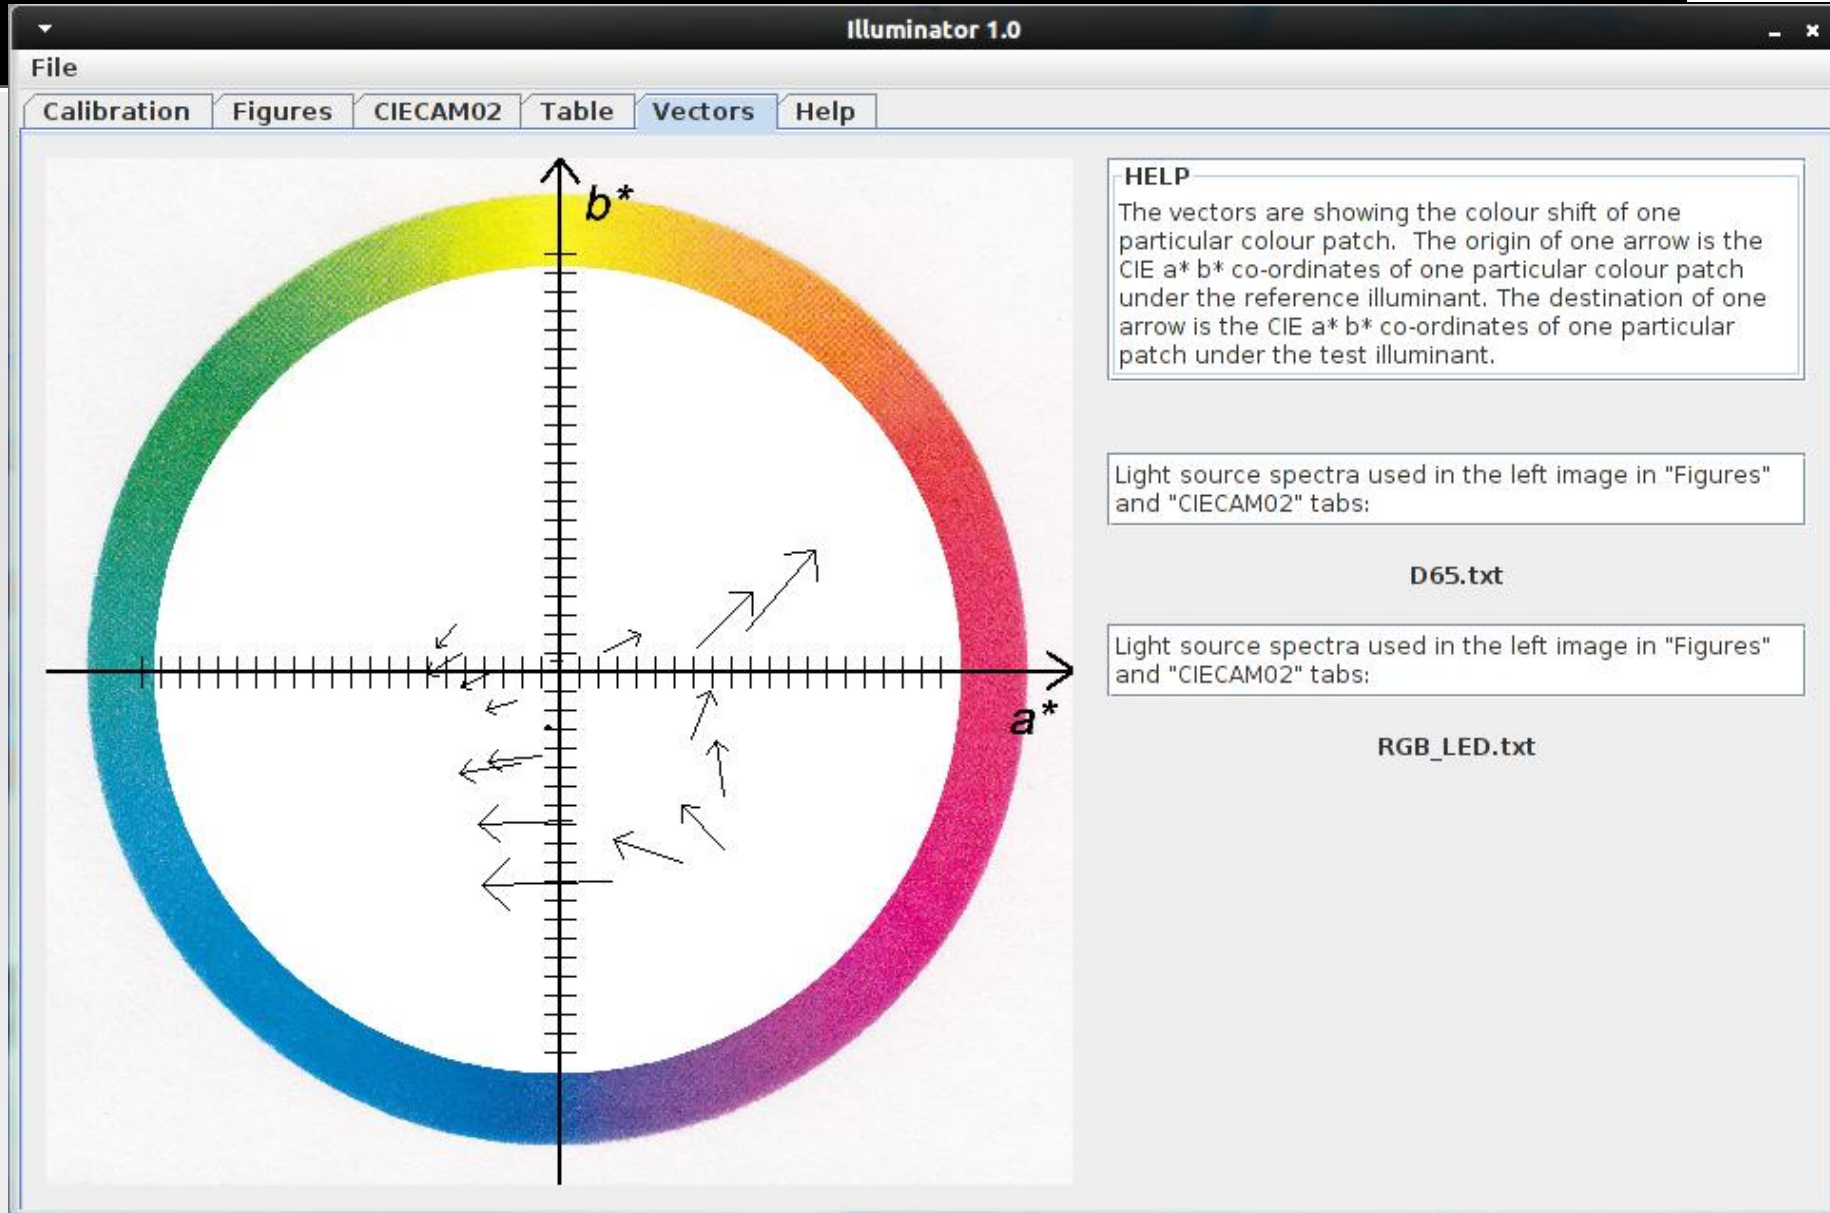 Illuminator 1.0
File
Calibration Figures CIECAM02 Table Vectors Help
b*
a*
HELP
The vectors are showing the colour shift of one
particular colour patch. The origin of one arrow is the
CIE a* b* co-ordinates of one particular colour patch
under the reference illuminant. The destination of one
arrow is the CIE a* b* co-ordinates of one particular
patch under the test illuminant.
Light source spectra used in the left image in "Figures"
and "CIECAM02" tabs:
D65.txt
Light source spectra used in the left image in "Figures"
and "CIECAM02" tabs:
RGB_LED.txt